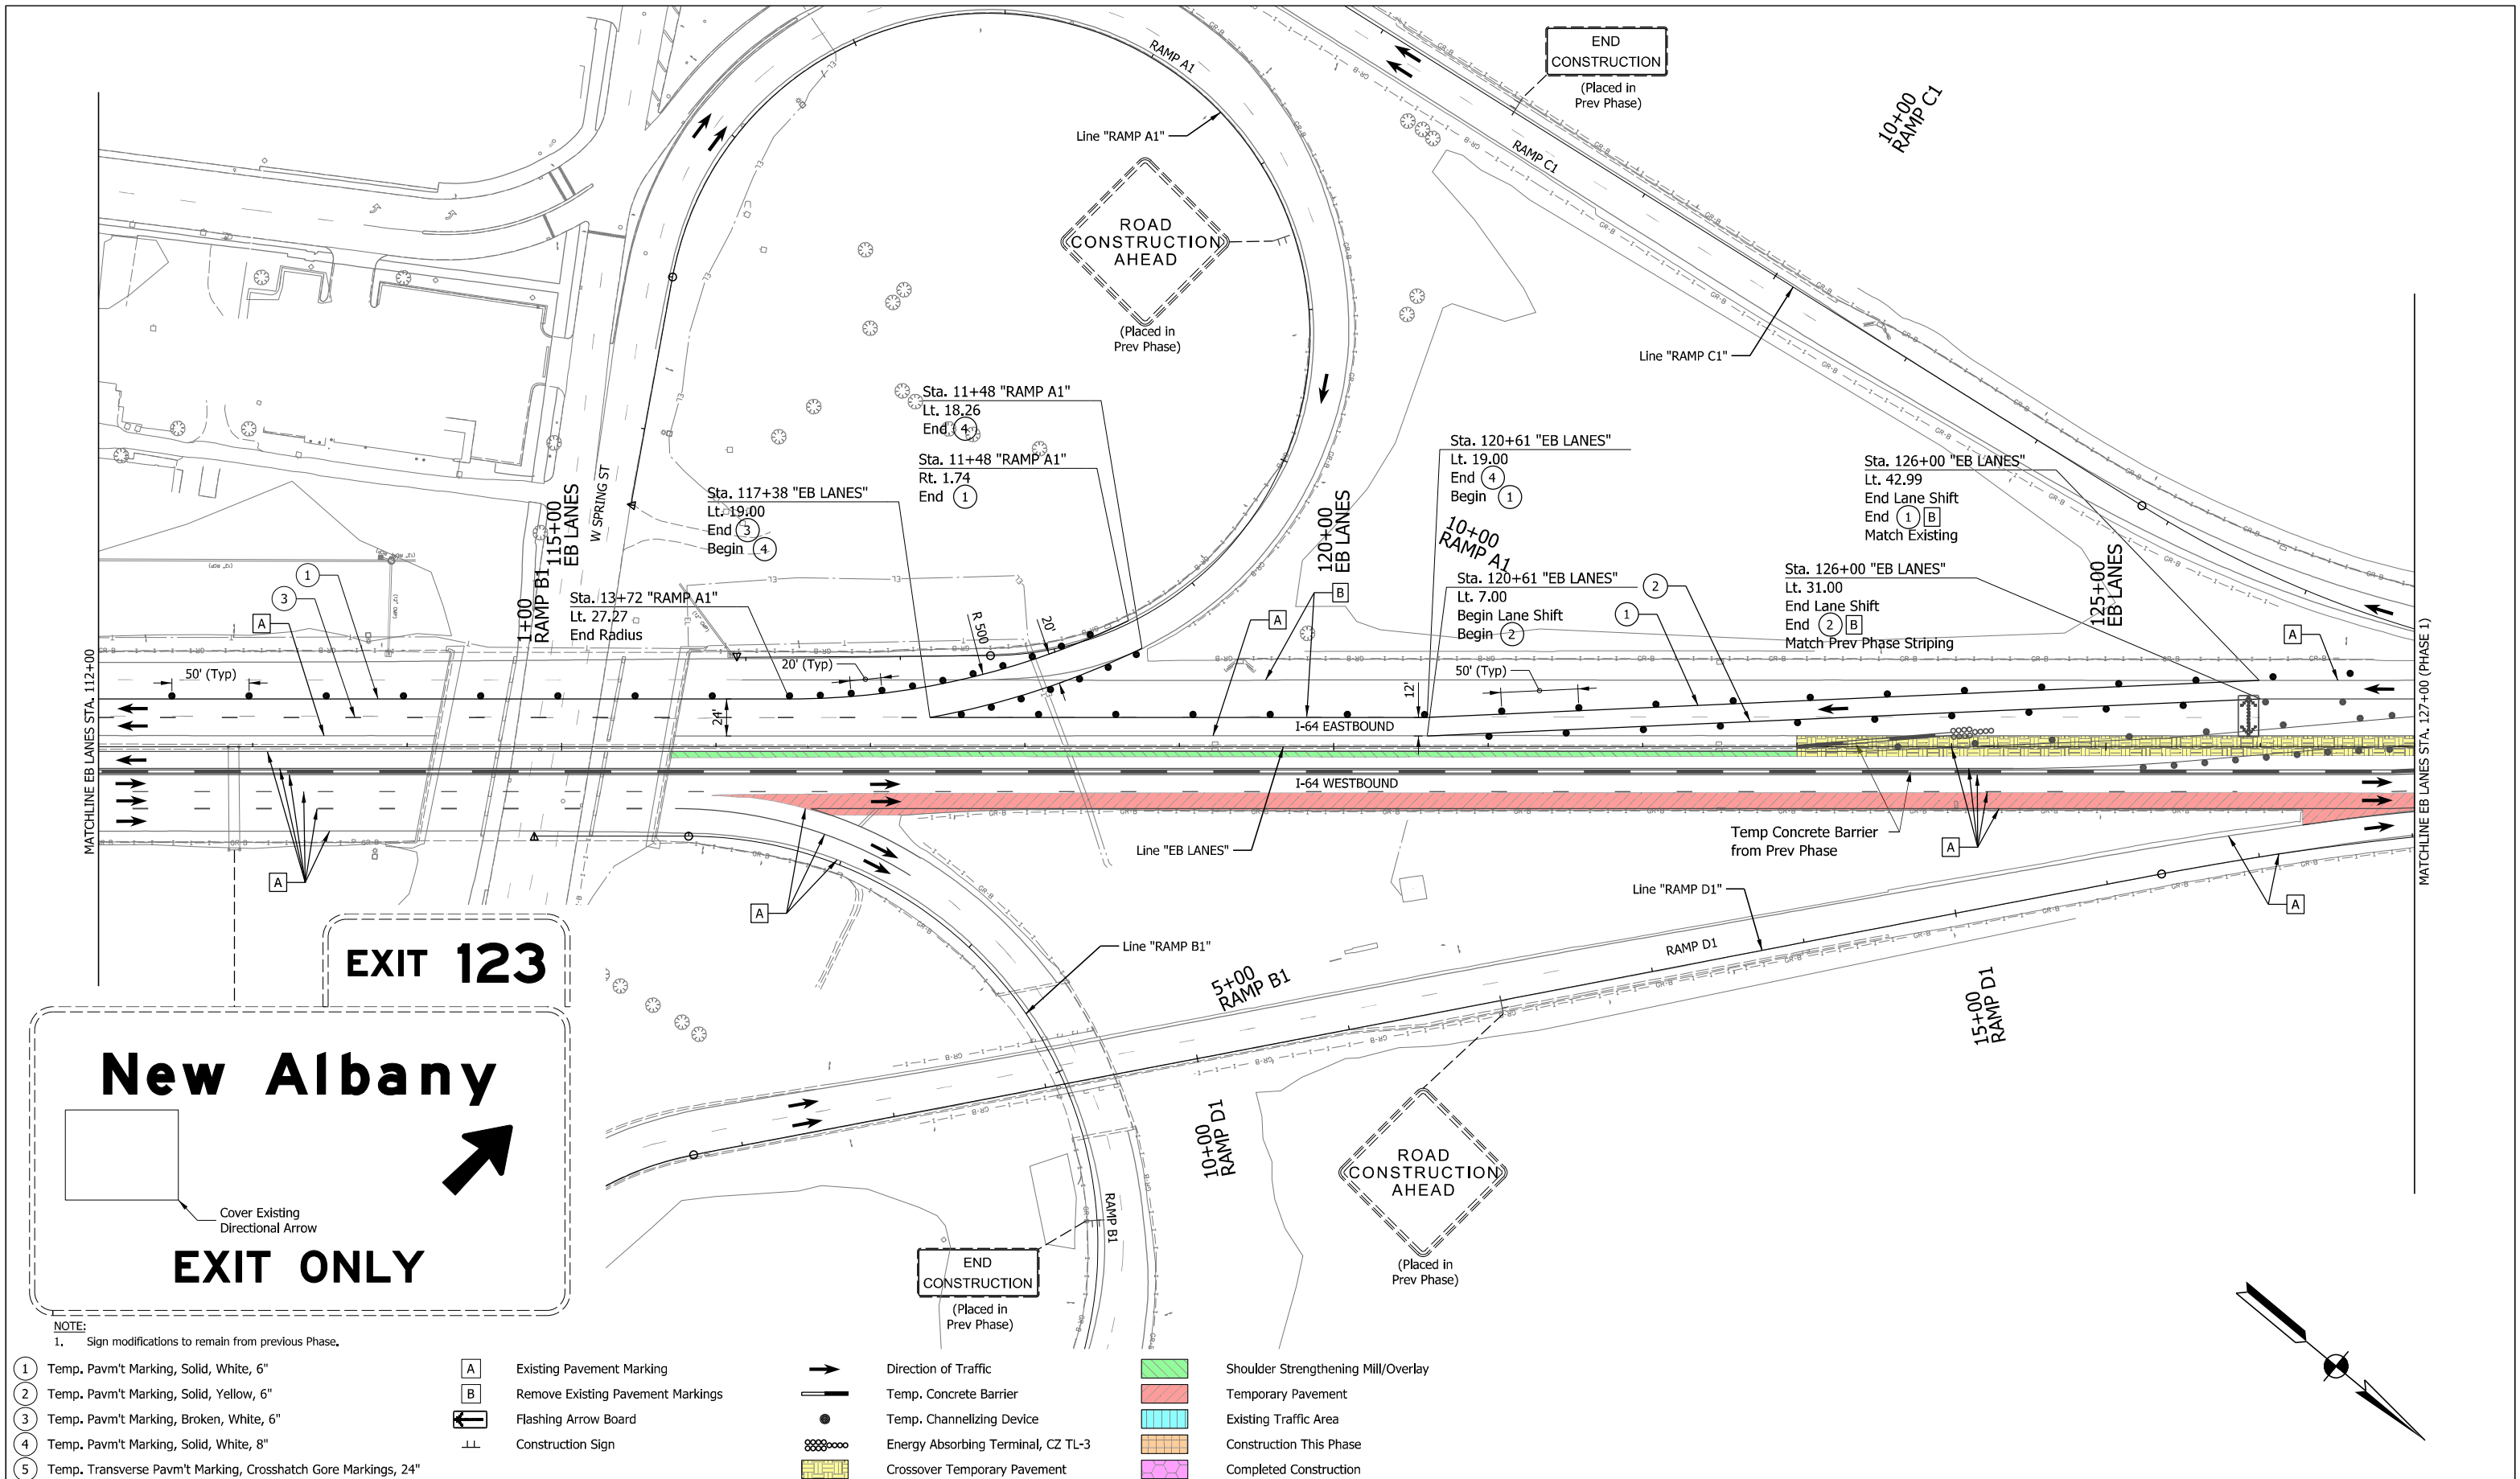 END
CONSTRUCTION
(Placed in
Prev Phase)
10+00
RAMP C1
RAMP A1
Line "RAMP A1"
RAMP C1
ROAD
CONSTRUCTION
AHEAD
(Placed in
Prev Phase)
Line "RAMP C1"
Sta. 11+48 "RAMP A1"
Lt. 18.26
End 4
Sta. 11+48 "RAMP A1"
Rt. 1.74
End 1
Sta. 117+38 "EB LANES"
Lt. 19.00
End 3
Begin 4
Sta. 120+61 "EB LANES"
Lt. 19.00
End 4
Begin 1
Sta. 126+00 "EB LANES"
Lt. 42.99
End Lane Shift
End 1 B
Match Existing
115+00
EB LANES
W SPRING ST
120+00
EB LANES
10+00
RAMP A1
125+00
EB LANES
1+00
RAMP B1
Sta. 13+72 "RAMP A1"
Lt. 27.27
End Radius
Sta. 120+61 "EB LANES"
Lt. 7.00
Begin Lane Shift
Begin 2
2
1
Sta. 126+00 "EB LANES"
Lt. 31.00
End Lane Shift
End 2 B
Match Prev Phase Striping
1
3
A
B
A
A
R 500'
20'
20' (Typ)
50' (Typ)
50' (Typ)
24'
12'
MATCHLINE EB LANES STA. 112+00
MATCHLINE EB LANES STA. 127+00 (PHASE 1)
I-64 EASTBOUND
I-64 WESTBOUND
Temp Concrete Barrier
from Prev Phase
A
Line "EB LANES"
A
A
A
Line "RAMP D1"
RAMP D1
Line "RAMP B1"
5+00
RAMP B1
15+00
RAMP D1
10+00
RAMP D1
RAMP B1
EXIT 123
New Albany
Cover Existing
Directional Arrow
EXIT ONLY
ROAD
CONSTRUCTION
AHEAD
(Placed in
Prev Phase)
END
CONSTRUCTION
(Placed in
Prev Phase)
NOTE:
1. Sign modifications to remain from previous Phase.
1 Temp. Pavm't Marking, Solid, White, 6"
2 Temp. Pavm't Marking, Solid, Yellow, 6"
3 Temp. Pavm't Marking, Broken, White, 6"
4 Temp. Pavm't Marking, Solid, White, 8"
5 Temp. Transverse Pavm't Marking, Crosshatch Gore Markings, 24"
A Existing Pavement Marking
B Remove Existing Pavement Markings
Flashing Arrow Board
Construction Sign
Direction of Traffic
Temp. Concrete Barrier
Temp. Channelizing Device
Energy Absorbing Terminal, CZ TL-3
Crossover Temporary Pavement
Shoulder Strengthening Mill/Overlay
Temporary Pavement
Existing Traffic Area
Construction This Phase
Completed Construction